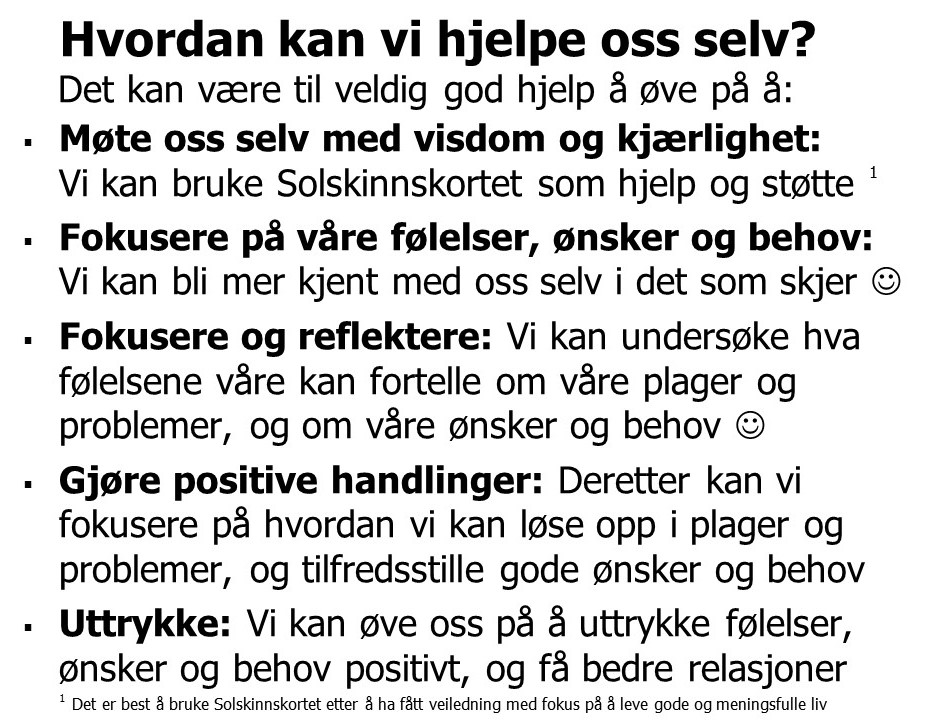 Hvordan kan vi hjelpe oss selv?
Det kan være til veldig god hjelp å øve på å:
▪ Møte oss selv med visdom og kjærlighet:
Vi kan bruke Solskinnskortet som hjelp og støtte ¹
▪ Fokusere på våre følelser, ønsker og behov:
Vi kan bli mer kjent med oss selv i det som skjer ☺
▪ Fokusere og reflektere: Vi kan undersøke hva
følelsene våre kan fortelle om våre plager og
problemer, og om våre ønsker og behov ☺
▪ Gjøre positive handlinger: Deretter kan vi
fokusere på hvordan vi kan løse opp i plager og
problemer, og tilfredsstille gode ønsker og behov
▪ Uttrykke: Vi kan øve oss på å uttrykke følelser,
ønsker og behov positivt, og få bedre relasjoner
¹ Det er best å bruke Solskinnskortet etter å ha fått veiledning med fokus på å leve gode og meningsfulle liv